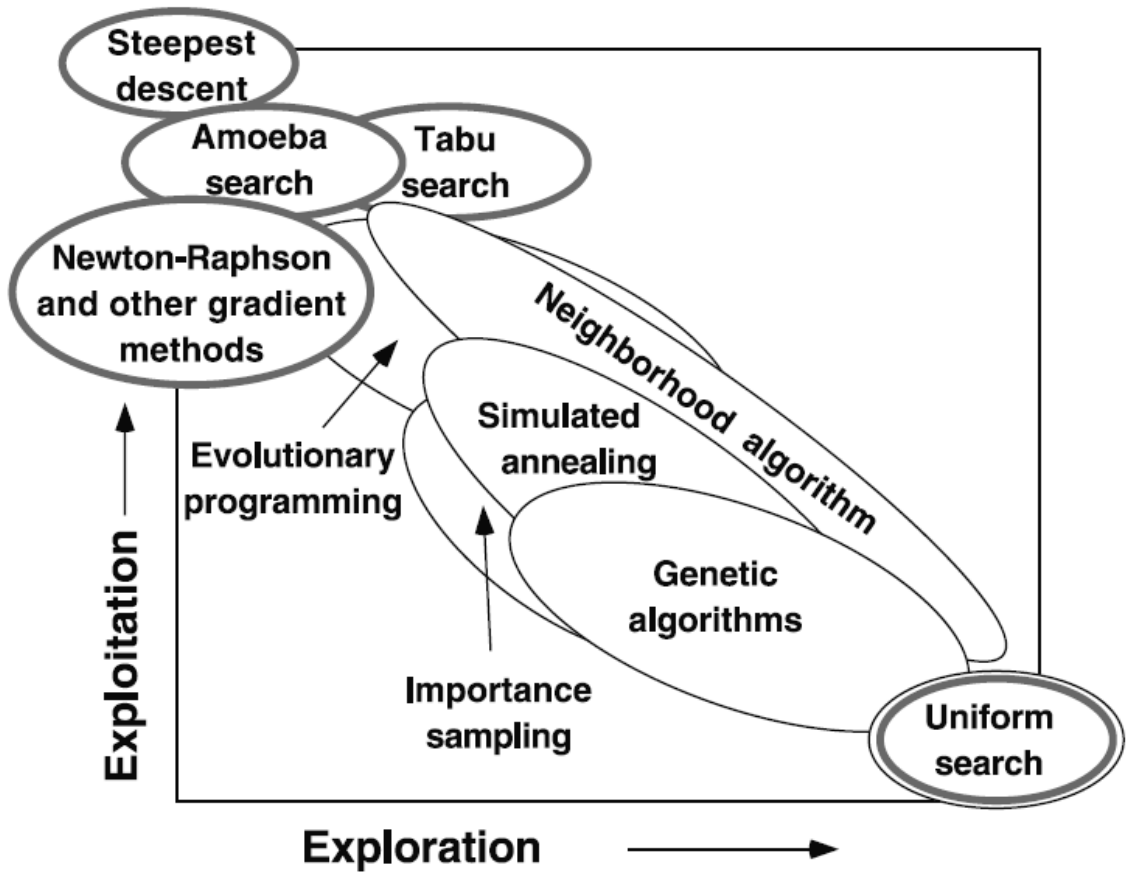 Steepest
descent
Amoeba
search
Tabu
search
Newton-Raphson
and other gradient
methods
Neighborhood algorithm
Simulated
annealing
Evolutionary
programming
Genetic
algorithms
Importance
sampling
Uniform
search
Exploitation
Exploration